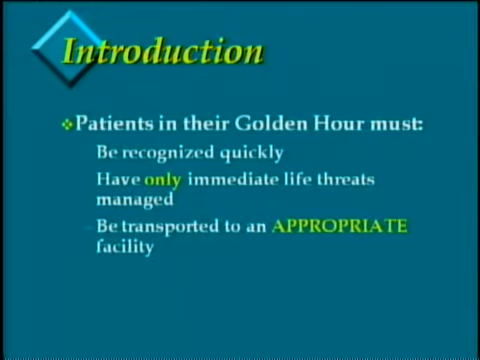 Introduction
Patients in their Golden Hour must:
Be recognized quickly
Have only immediate life threats
managed
– Be transported to an APPROPRIATE
facility